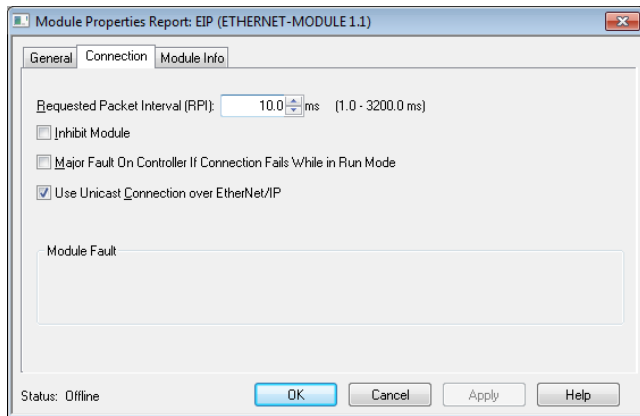 Module Properties Report: EIP (ETHERNET-MODULE 1.1)
General Connection Module Info
Requested Packet Interval (RPI): 10.0 ms (1.0 - 3200.0 ms)
Inhibit Module
Major Fault On Controller If Connection Fails While in Run Mode
Use Unicast Connection over EtherNet/IP
Module Fault
Status: Offline OK Cancel Apply Help